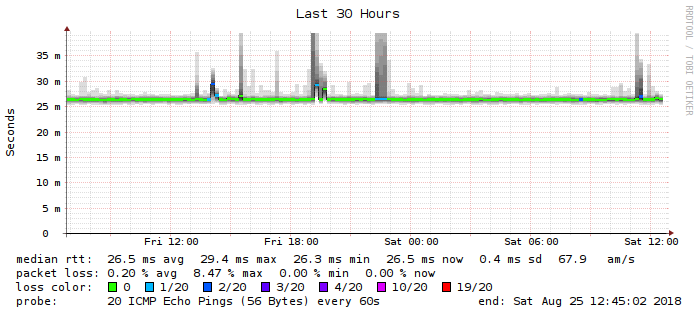 Last 30 Hours
RRDTOOL / TOBI OETIKER
Seconds
35 m
30 m
25 m
20 m
15 m
10 m
5 m
0
Fri 12:00 Fri 18:00 Sat 00:00 Sat 06:00 Sat 12:00
median rtt: 26.5 ms avg 29.4 ms max 26.3 ms min 26.5 ms now 0.4 ms sd 67.9 am/s
packet loss: 0.20 % avg 8.47 % max 0.00 % min 0.00 % now
loss color: 0 1/20 2/20 3/20 4/20 10/20 19/20
probe: 20 ICMP Echo Pings (56 Bytes) every 60s end: Sat Aug 25 12:45:02 2018